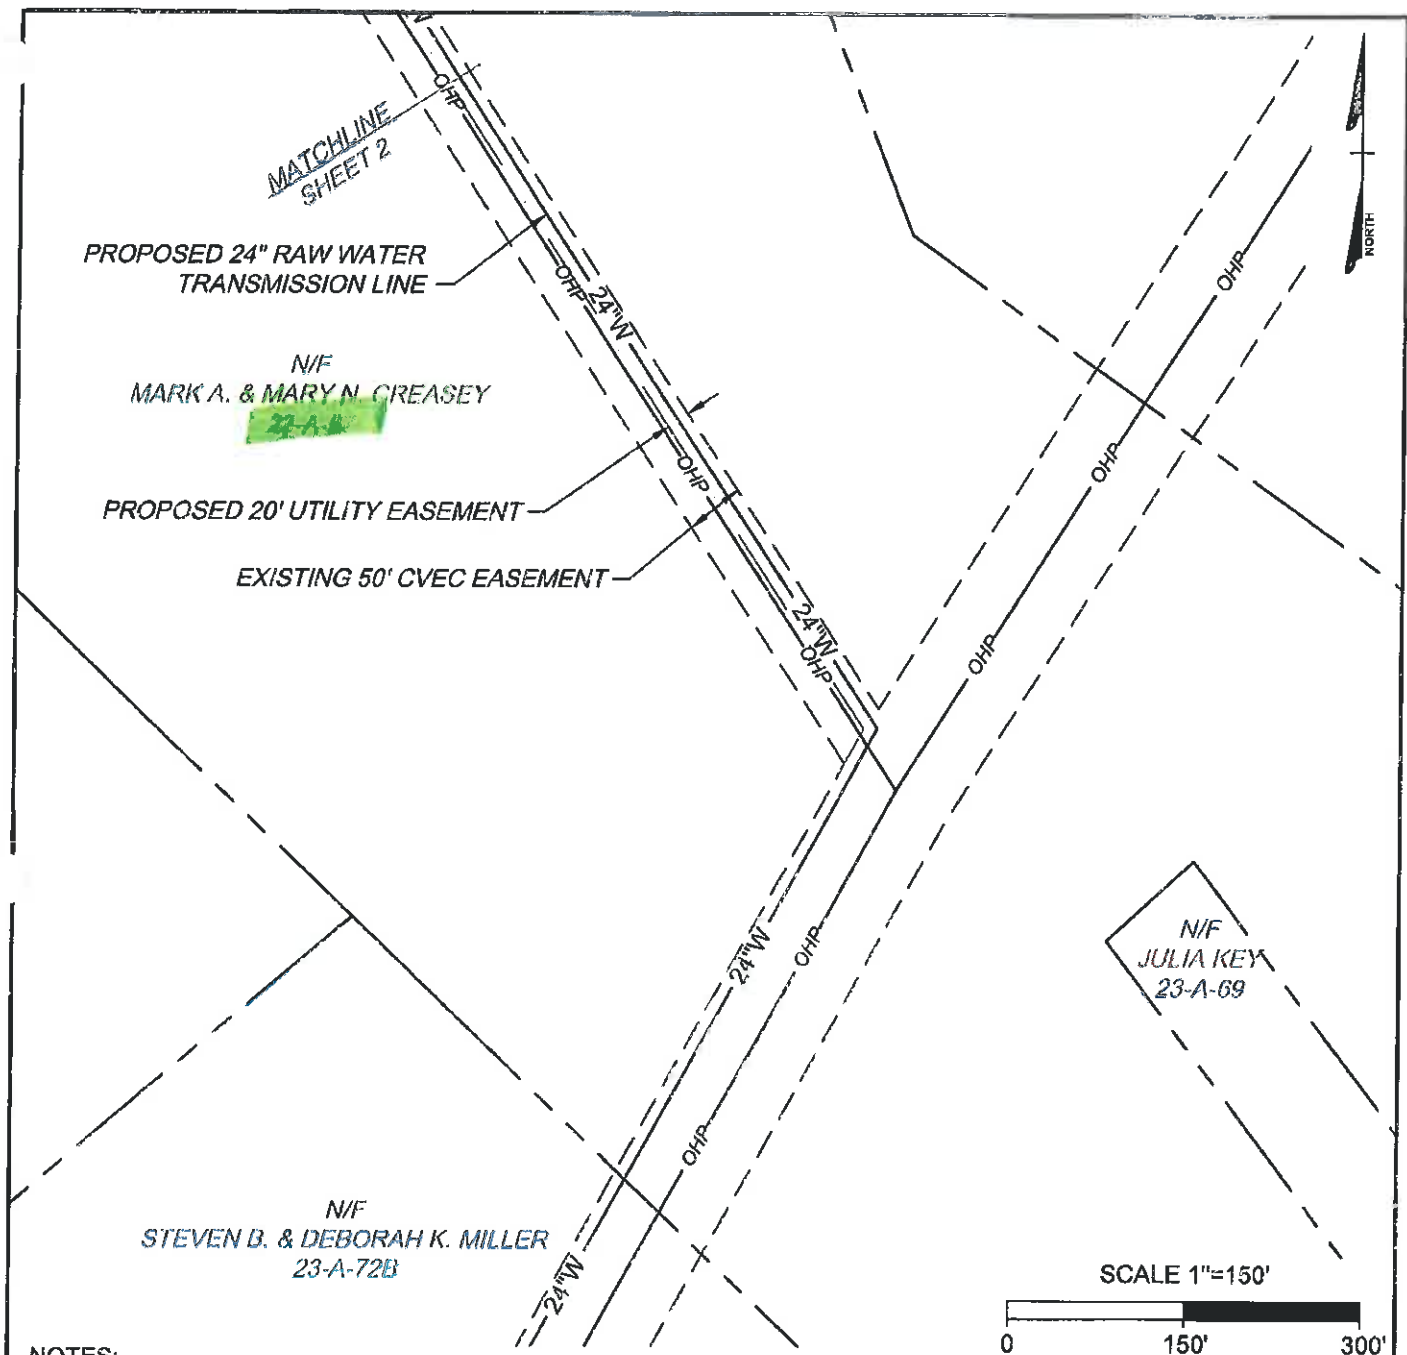 MATCHLINE
SHEET 2
NORTH
PROPOSED 24" RAW WATER
TRANSMISSION LINE
N/F
MARK A. & MARY N. CREASEY
PROPOSED 20' UTILITY EASEMENT
EXISTING 50' CVEC EASEMENT
OHP
OHP
24"W
OHP
24"W
OHP
OHP
OHP
OHP
24"W
OHP
OHP
24"W
N/F
JULIA KEY
23-A-69
N/F
STEVEN B. & DEBORAH K. MILLER
23-A-72B
SCALE 1"=150'
0 150' 300'
NOTES: